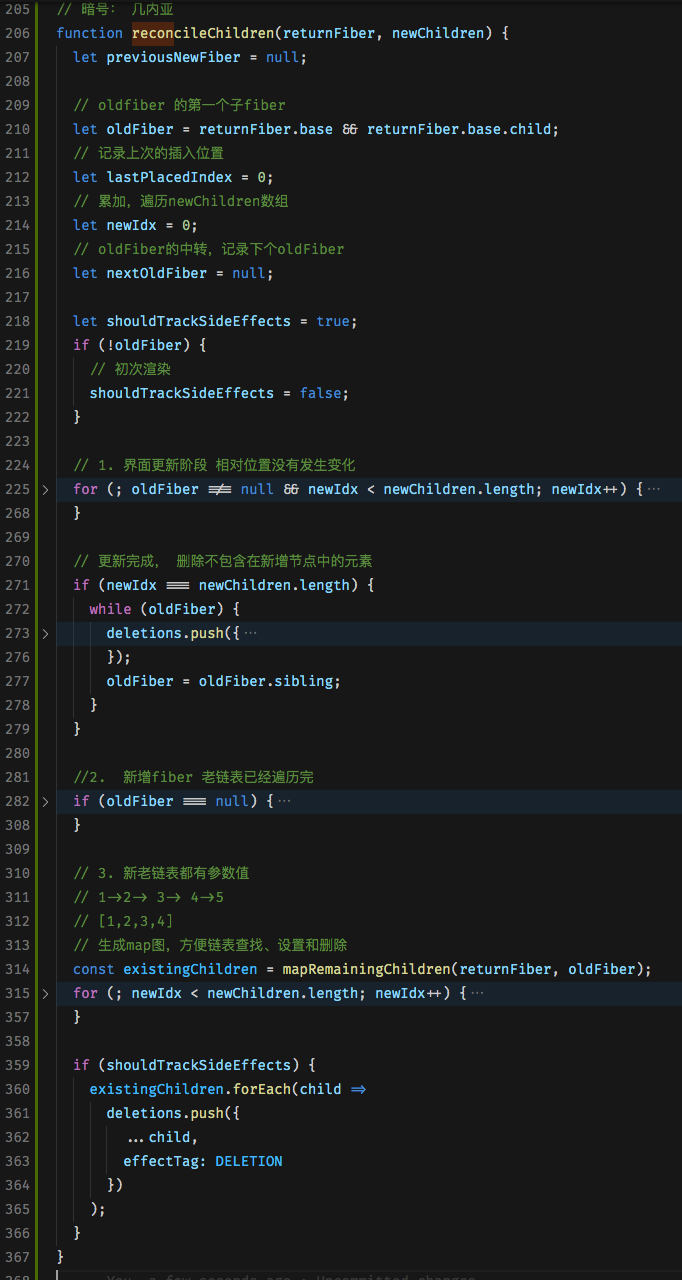 205 // 暗号： 几内亚
206 function reconcileChildren(returnFiber, newChildren) {
207 let previousNewFiber = null;
208
209 // oldfiber 的第一个子fiber
210 let oldFiber = returnFiber.base && returnFiber.base.child;
211 // 记录上次的插入位置
212 let lastPlacedIndex = 0;
213 // 累加，遍历newChildren数组
214 let newIdx = 0;
215 // oldFiber的中转，记录下个oldFiber
216 let nextOldFiber = null;
217
218 let shouldTrackSideEffects = true;
219 if (!oldFiber) {
220 // 初次渲染
221 shouldTrackSideEffects = false;
222 }
223
224 // 1. 界面更新阶段 相对位置没有发生变化
225 for (; oldFiber !== null && newIdx < newChildren.length; newIdx++) {…
268 }
269
270 // 更新完成， 删除不包含在新增节点中的元素
271 if (newIdx === newChildren.length) {
272 while (oldFiber) {
273 deletions.push({…
276 });
277 oldFiber = oldFiber.sibling;
278 }
279 }
280
281 //2. 新增fiber 老链表已经遍历完
282 if (oldFiber === null) {…
308 }
309
310 // 3. 新老链表都有参数值
311 // 1->2-> 3-> 4->5
312 // [1,2,3,4]
313 // 生成map图，方便链表查找、设置和删除
314 const existingChildren = mapRemainingChildren(returnFiber, oldFiber);
315 for (; newIdx < newChildren.length; newIdx++) {…
357 }
358
359 if (shouldTrackSideEffects) {
360 existingChildren.forEach(child =>
361 deletions.push({
362 ...child,
363 effectTag: DELETION
364 })
365 );
366 }
367 }
368 You, a few seconds ago • Uncommitted changes